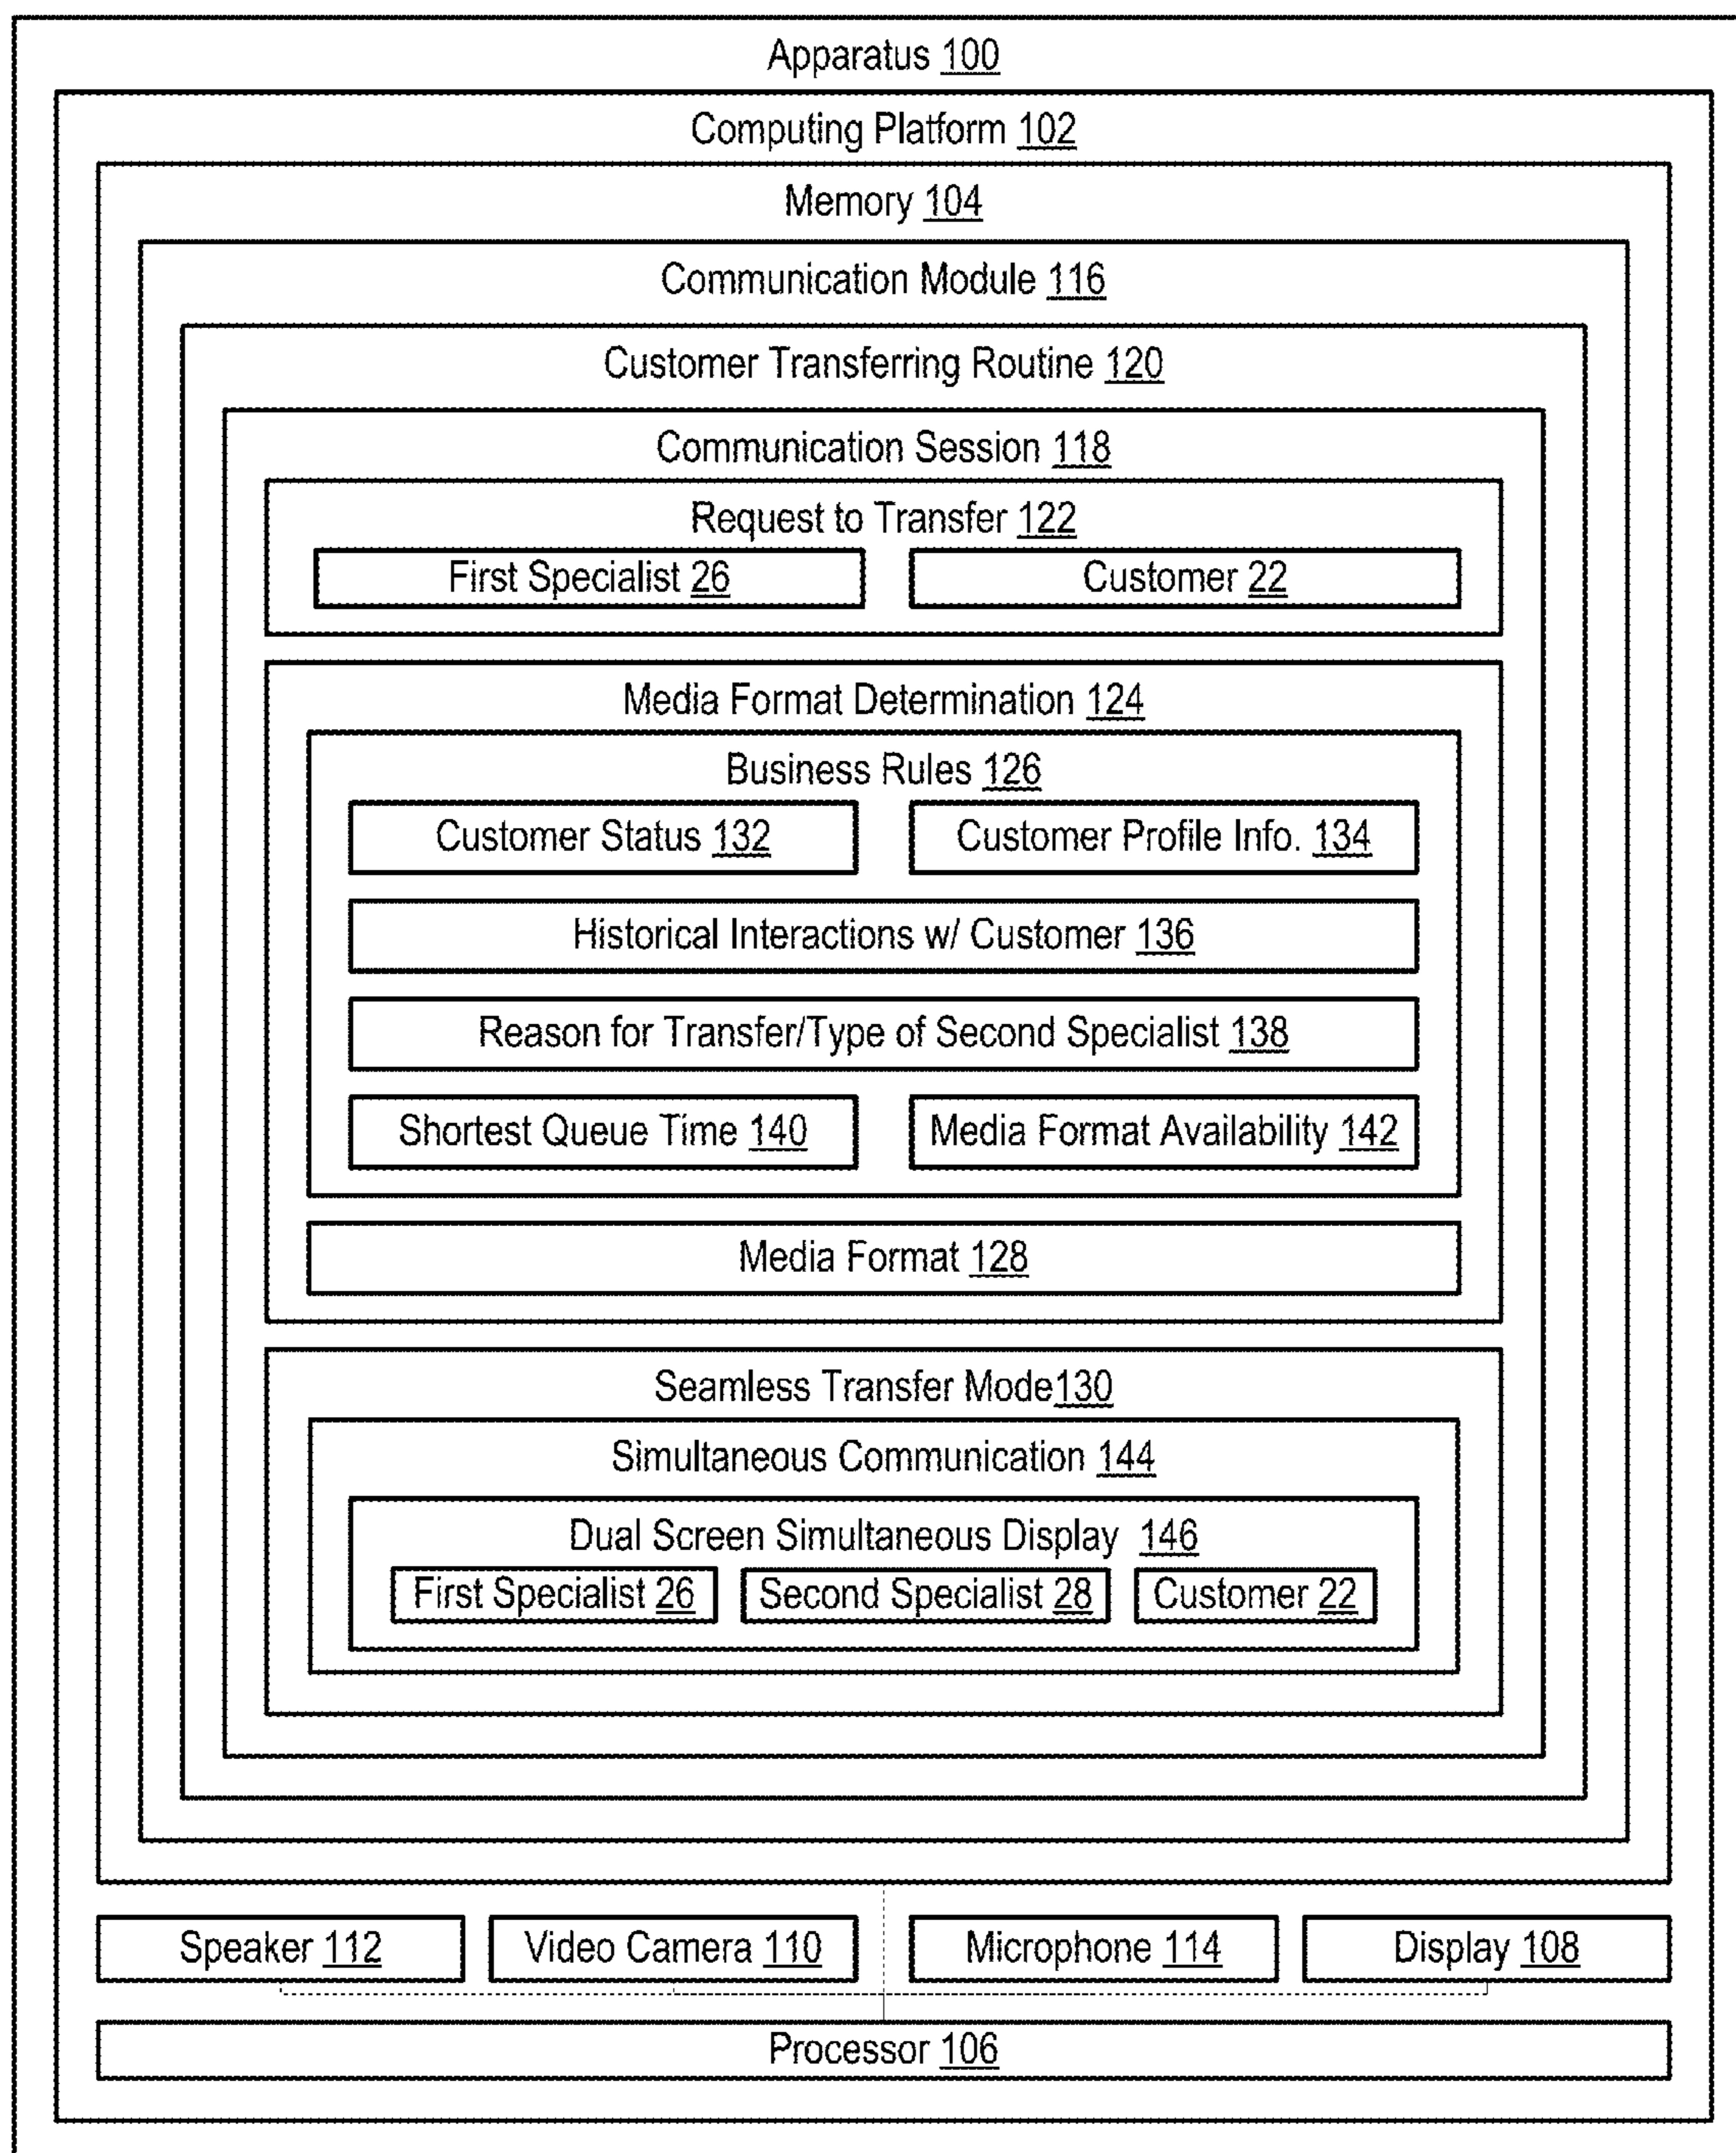 Apparatus 100
Computing Platform 102
Memory 104
Communication Module 116
Customer Transferring Routine 120
Communication Session 118
Request to Transfer 122
First Specialist 26 Customer 22
Media Format Determination 124
Business Rules 126
Customer Status 132 Customer Profile Info. 134
Historical Interactions w/ Customer 136
Reason for Transfer/Type of Second Specialist 138
Shortest Queue Time 140 Media Format Availability 142
Media Format 128
Seamless Transfer Mode130
Simultaneous Communication 144
Dual Screen Simultaneous Display 146
First Specialist 26 Second Specialist 28 Customer 22
Speaker 112 Video Camera 110 Microphone 114 Display 108
Processor 106